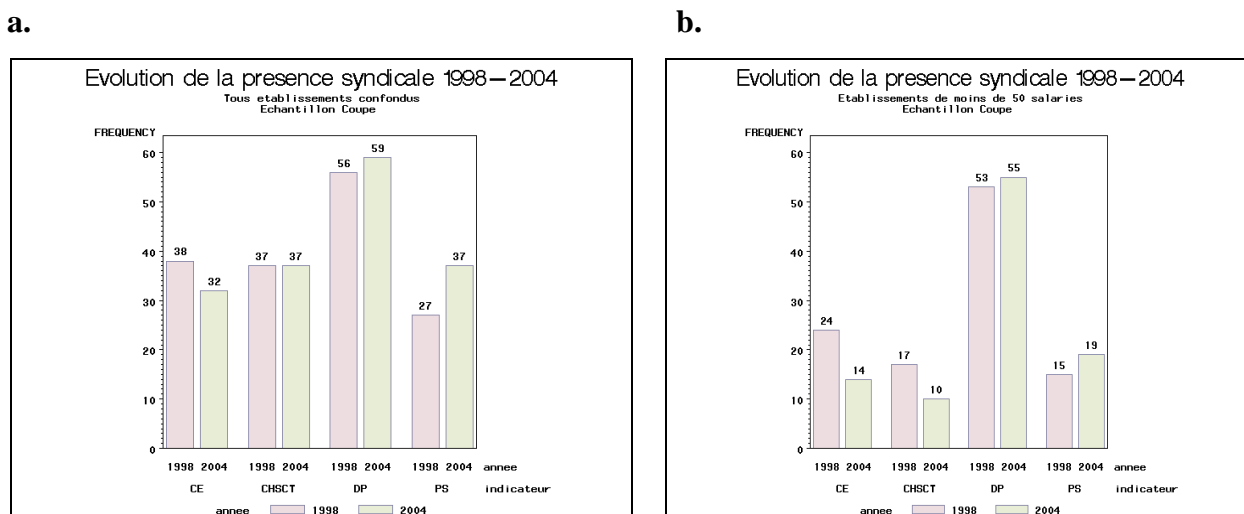 a.
Evolution de la presence syndicale 1998–2004
Tous etablissements confondus
Echantillon Coupe
FREQUENCY
60
50
40
30
20
10
0
38
32
37
37
56
59
27
37
1998 2004 1998 2004 1998 2004 1998 2004 annee
CE CHSCT DP PS indicateur
annee 1998 2004
b.
Evolution de la presence syndicale 1998–2004
Etablissements de moins de 50 salaries
Echantillon Coupe
FREQUENCY
60
50
40
30
20
10
0
24
14
17
10
53
55
15
19
1998 2004 1998 2004 1998 2004 1998 2004 annee
CE CHSCT DP PS indicateur
annee 1998 2004